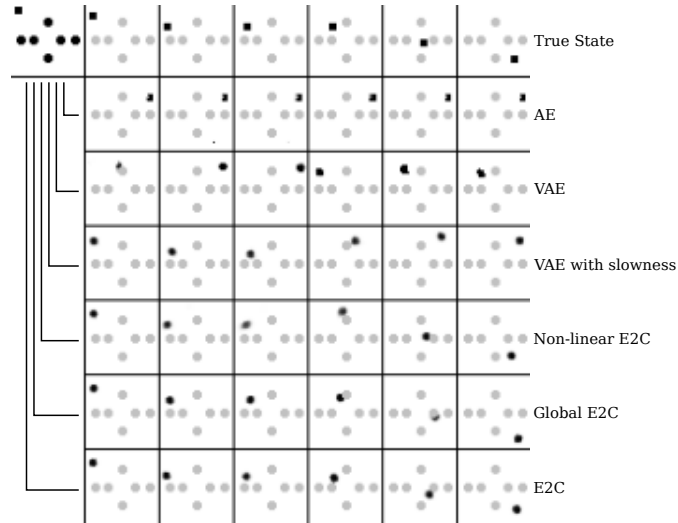 True State
AE
VAE
VAE with slowness
Non-linear E2C
Global E2C
E2C